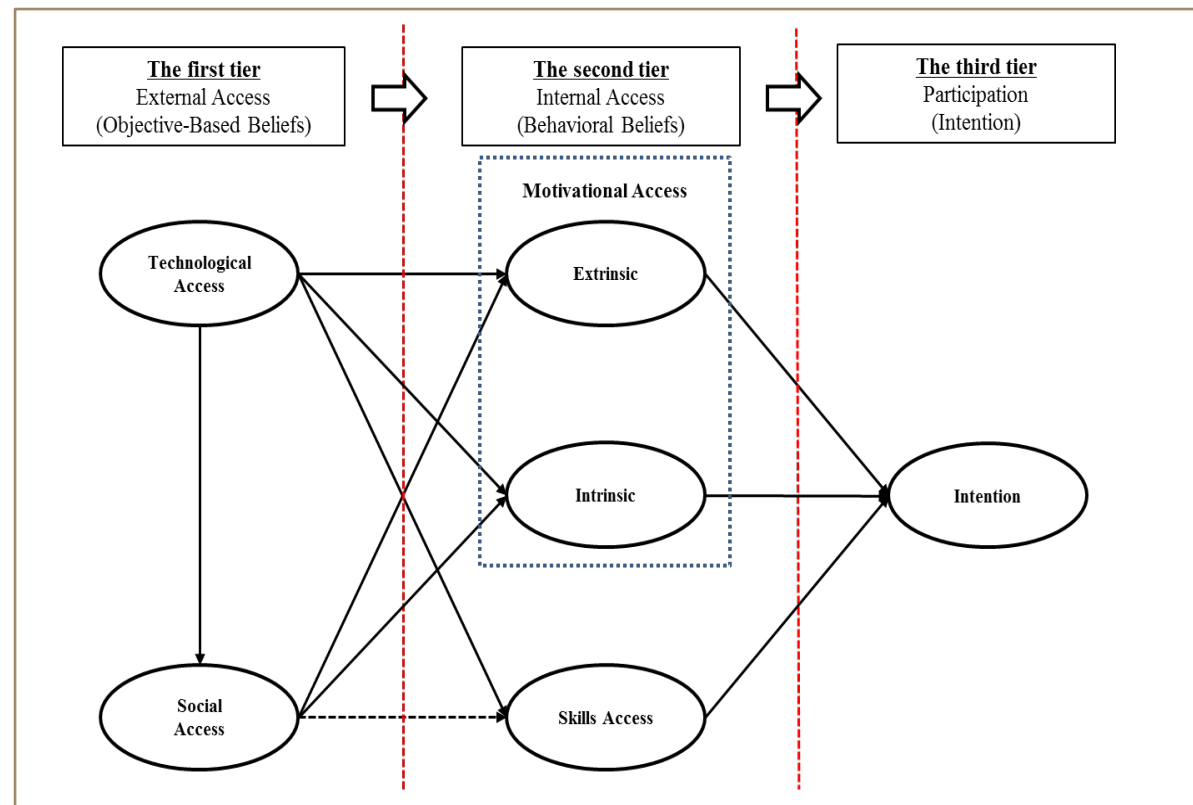 The first tier
External Access
(Objective-Based Beliefs)
The second tier
Internal Access
(Behavioral Beliefs)
The third tier
Participation
(Intention)
Motivational Access
Technological
Access
Extrinsic
Intrinsic
Intention
Social
Access
Skills Access